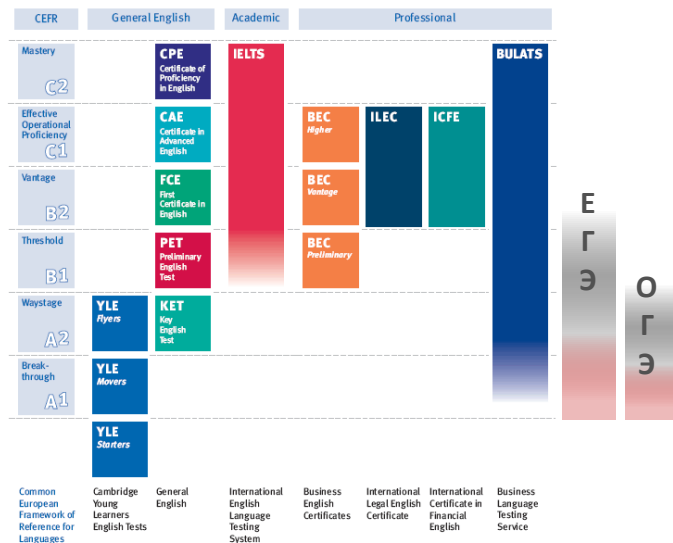 CEFR
General English
Academic
Professional
Mastery
C2
CPE
Certificate of
Proficiency
in English
IELTS
BULATS
Effective
Operational
Proficiency
C1
CAE
Certificate in
Advanced
English
BEC
Higher
ILEC
ICFE
Vantage
B2
FCE
First
Certificate in
English
BEC
Vantage
Threshold
B1
PET
Preliminary
English
Test
BEC
Preliminary
Е
Г
Э
Waystage
A2
YLE
Flyers
KET
Key
English
Test
О
Г
Э
Break-
through
A1
YLE
Movers
YLE
Starters
Common
European
Framework of
Reference for
Languages
Cambridge
Young
Learners
English Tests
General
English
International
English
Language
Testing
System
Business
English
Certificates
International
Legal English
Certificate
International
Certificate in
Financial
English
Business
Language
Testing
Service